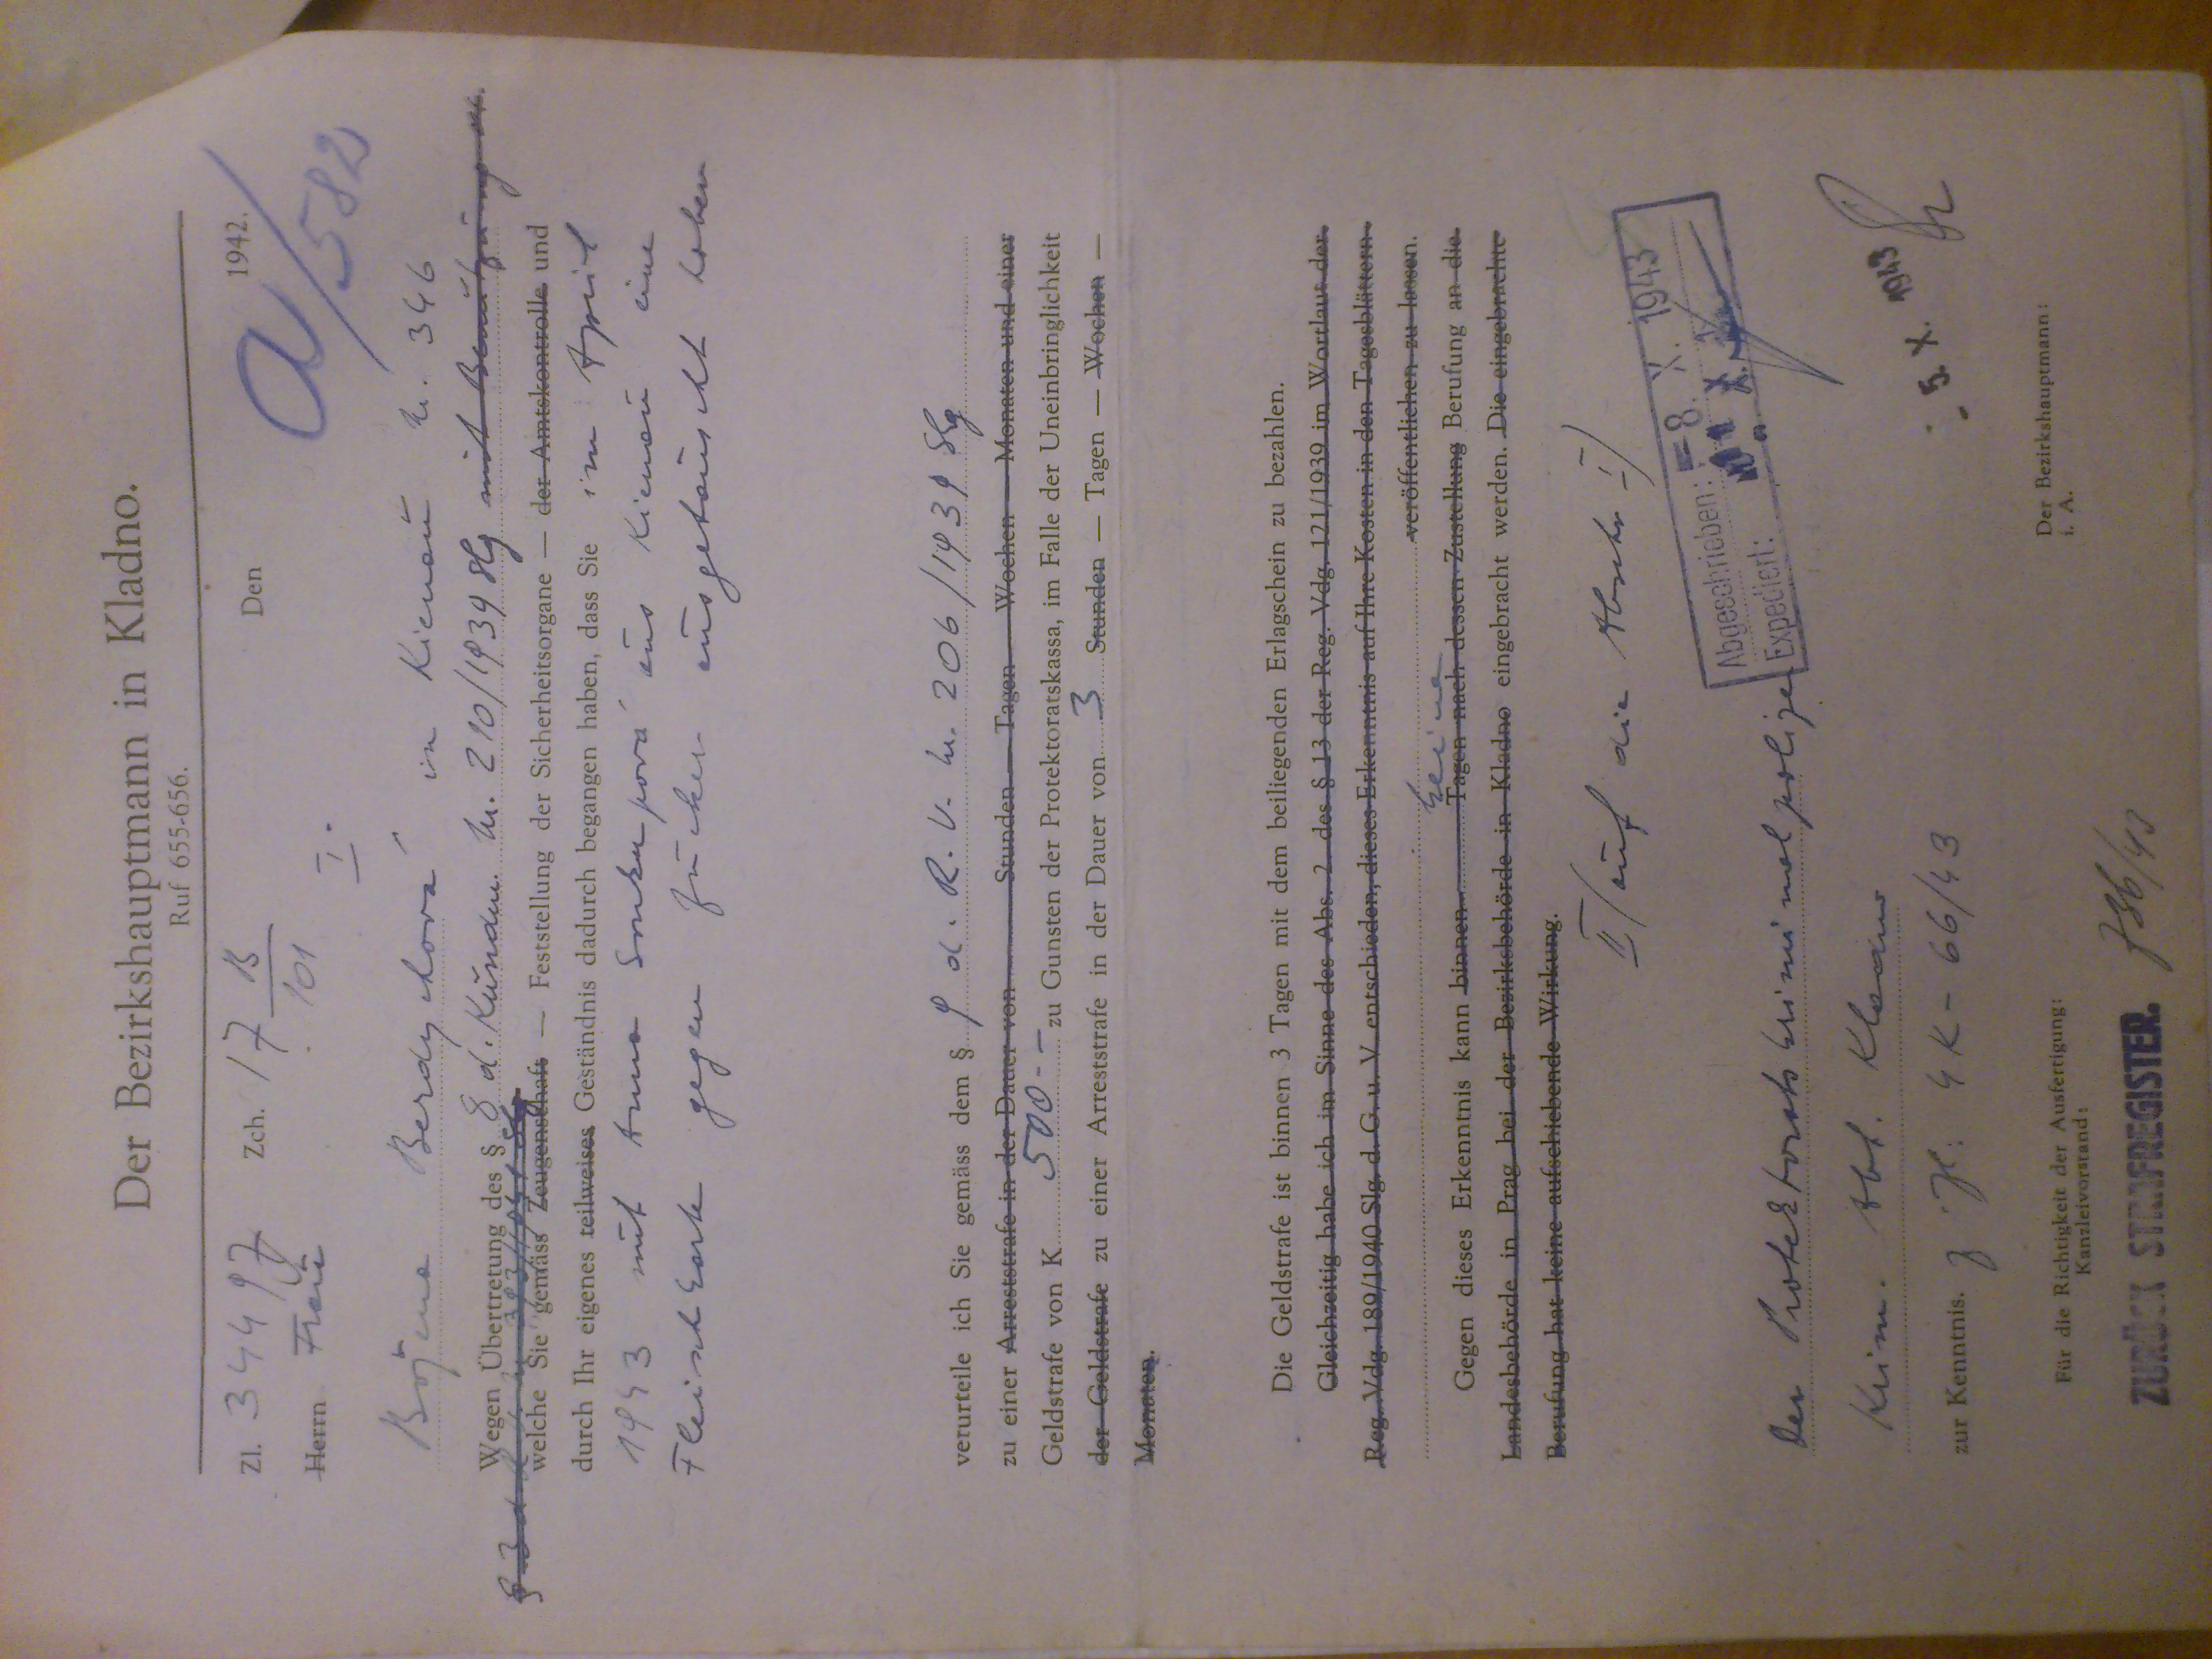 Der Bezirkshauptmann in Kladno.
Ruf 655-656.
Zl. 34497 Zch. 17 B/101 Den 1942.
a/582
Herrn Frau
I.
Božena Berdychová in Kienau Nr. 346
Wegen Übertretung des § 8 d. Kundm. Nr. 210/1939 Slg mit Benützung
§ 3 d. R. V. Nr. 393/1941 Slg
welche Sie gemäss Zeugenschaft — Feststellung der Sicherheitsorgane — der Amtskontrolle und
durch Ihr eigenes teilweises Geständnis dadurch begangen haben, dass Sie im April
1943 mit Anna aus Kienau eine
Fleischkarte gegen Zucker ausgetauscht haben
verurteile ich Sie gemäss dem § 9 d. R. V. Nr. 206/1939 Slg
zu einer Arreststrafe in der Dauer von Stunden — Tagen — Wochen — Monaten und einer
Geldstrafe von K 500.-- zu Gunsten der Protektoratskassa, im Falle der Uneinbringlichkeit
der Geldstrafe zu einer Arreststrafe in der Dauer von 3 Stunden — Tagen — Wochen —
Monaten.
Die Geldstrafe ist binnen 3 Tagen mit dem beiliegenden Erlagschein zu bezahlen.
Gleichzeitig habe ich im Sinne des Abs. 2 des § 13 der Reg. Vdg. 121/1939 im Wortlaut der
Reg. Vdg. 189/1940 Slg. d. G. u. V. entschieden, dieses Erkenntnis auf Ihre Kosten in den Tagesblättern
veröffentlichen zu lassen.
keine
Gegen dieses Erkenntnis kann binnen Tagen nach dessen Zustellung Berufung an die
Landesbehörde in Prag bei der Bezirksbehörde in Kladno eingebracht werden. Die eingebrachte
Berufung hat keine aufschiebende Wirkung.
II (auf die Abschr I)
Abgeschrieben: -8. X. 1943
Expediert: X.
Der Protektoratskriminalpolizei
Krim. Abt. Kladno
- 5. X. 1943
zur Kenntnis. z Zl: 4K-66/43
Für die Richtigkeit der Ausfertigung:
Kanzleivorstand:
Der Bezirkshauptmann:
i. A.
ZURÜCK STRAFREGISTER. 736/43